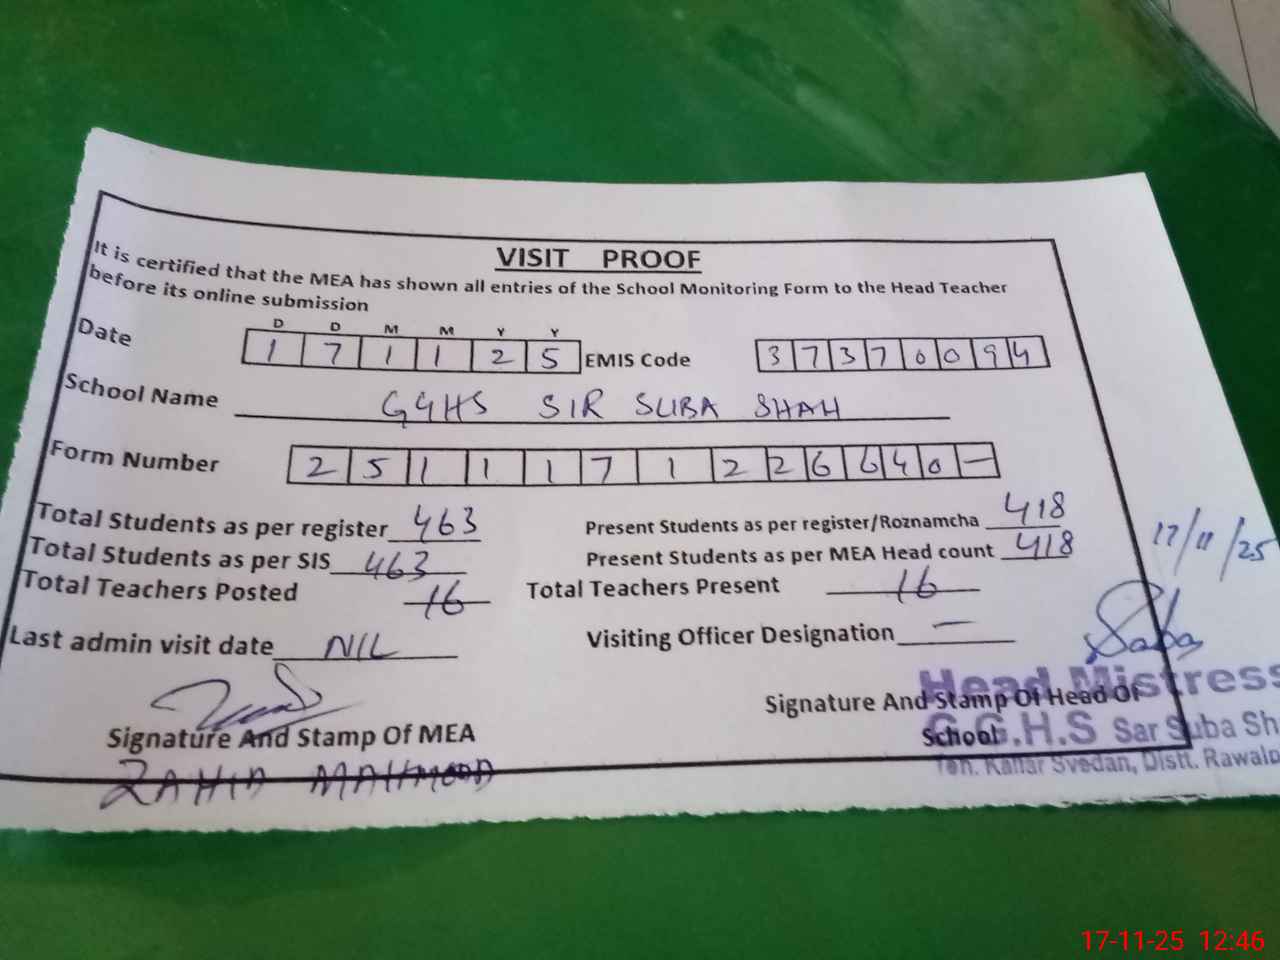 VISIT PROOF
It is certified that the MEA has shown all entries of the School Monitoring Form to the Head Teacher
before its online submission
D D M M Y Y
Date 1 7 1 1 2 5 EMIS Code 3 7 3 7 0 0 9 4
School Name GGHS SIR SUBA SHAH
Form Number 2 5 1 1 1 7 1 2 2 6 6 4 0 -
Total Students as per register 463 Present Students as per register/Roznamcha 418
Total Students as per SIS 463 Present Students as per MEA Head count 418
17/11/25
Total Teachers Posted 16 Total Teachers Present 16
Last admin visit date NIL Visiting Officer Designation -
Saba
Signature And Stamp Of MEA Signature And Stamp Of Head Of
School
ZAHID MAHMOOD
Head Mistress
G.G.H.S Sar Suba Sh
Teh. Kallar Syedan, Distt. Rawalp
17-11-25 12:46